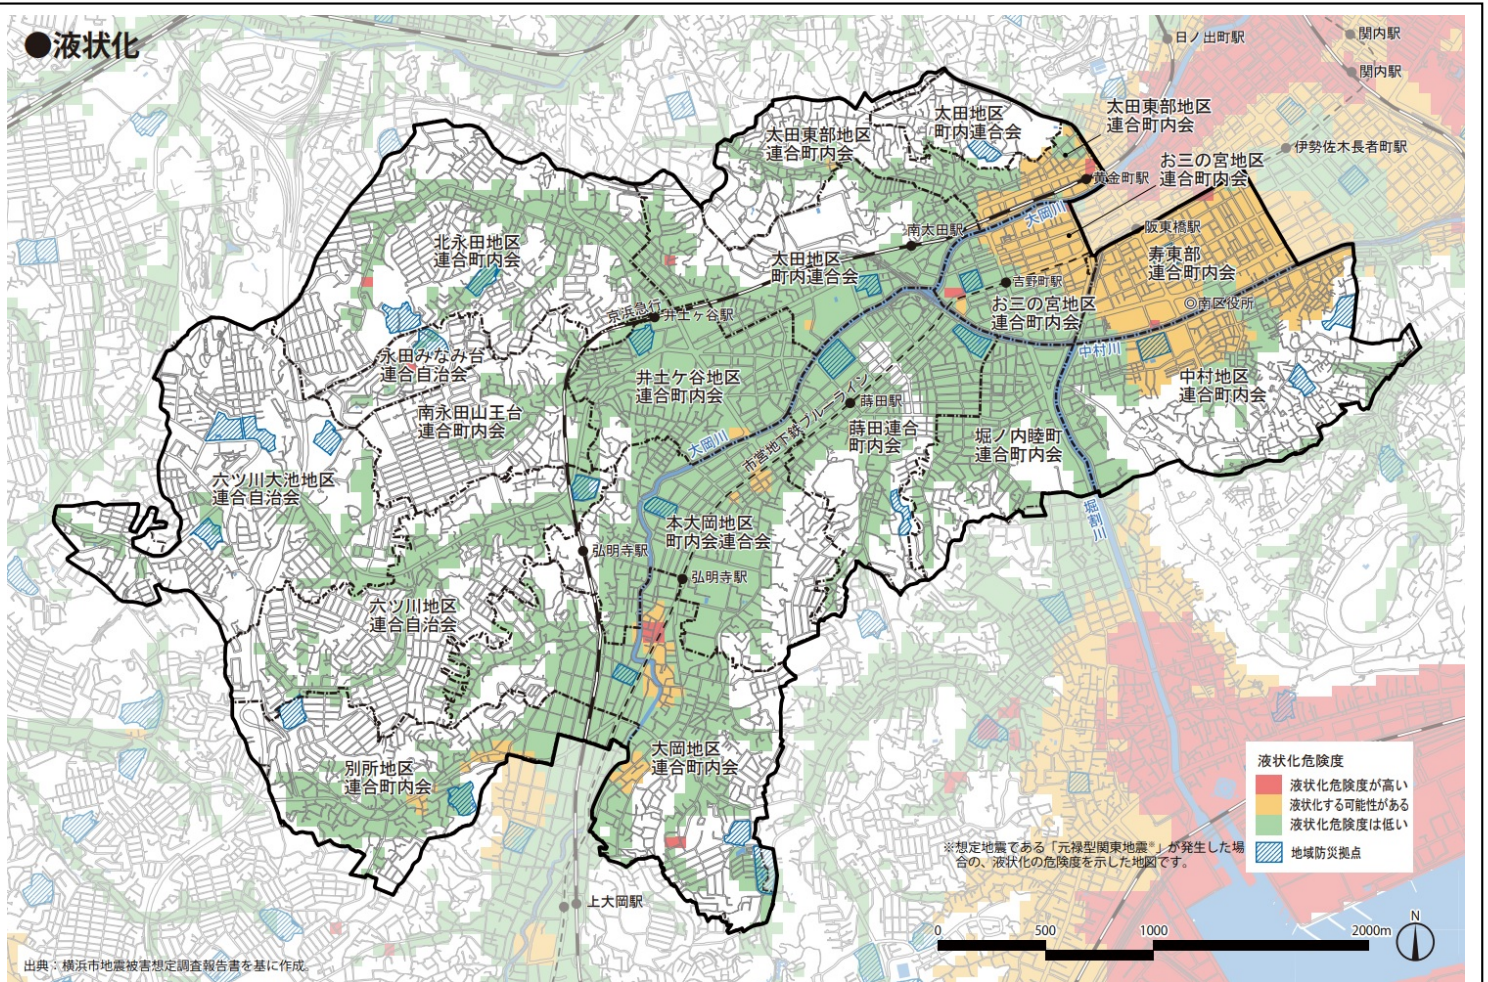 ●液状化
日ノ出町駅
関内駅
関内駅
太田東部地区
連合町内会
太田地区
町内連合会
太田東部地区
連合町内会
お三の宮地区
連合町内会
伊勢佐木長者町駅
黄金町駅
大岡川
阪東橋駅
南太田駅
北永田地区
連合町内会
太田地区
町内連合会
寿東部
連合町内会
吉野町駅
お三の宮地区
連合町内会
◎南区役所
京浜急行
井土ヶ谷駅
中村川
永田みなみ台
連合自治会
井土ケ谷地区
連合町内会
中村地区
連合町内会
南永田山王台
連合町内会
蒔田駅
市営地下鉄ブルーライン
大岡川
蒔田連合
町内会
堀ノ内睦町
連合町内会
六ツ川大池地区
連合自治会
堀割川
本大岡地区
町内会連合会
弘明寺駅
弘明寺駅
六ツ川地区
連合自治会
大岡地区
連合町内会
別所地区
連合町内会
上大岡駅
液状化危険度
液状化危険度が高い
液状化する可能性がある
液状化危険度は低い
地域防災拠点
※想定地震である「元禄型関東地震※」が発生した場
合の、液状化の危険度を示した地図です。
0 500 1000 2000m
N
出典：横浜市地震被害想定調査報告書を基に作成